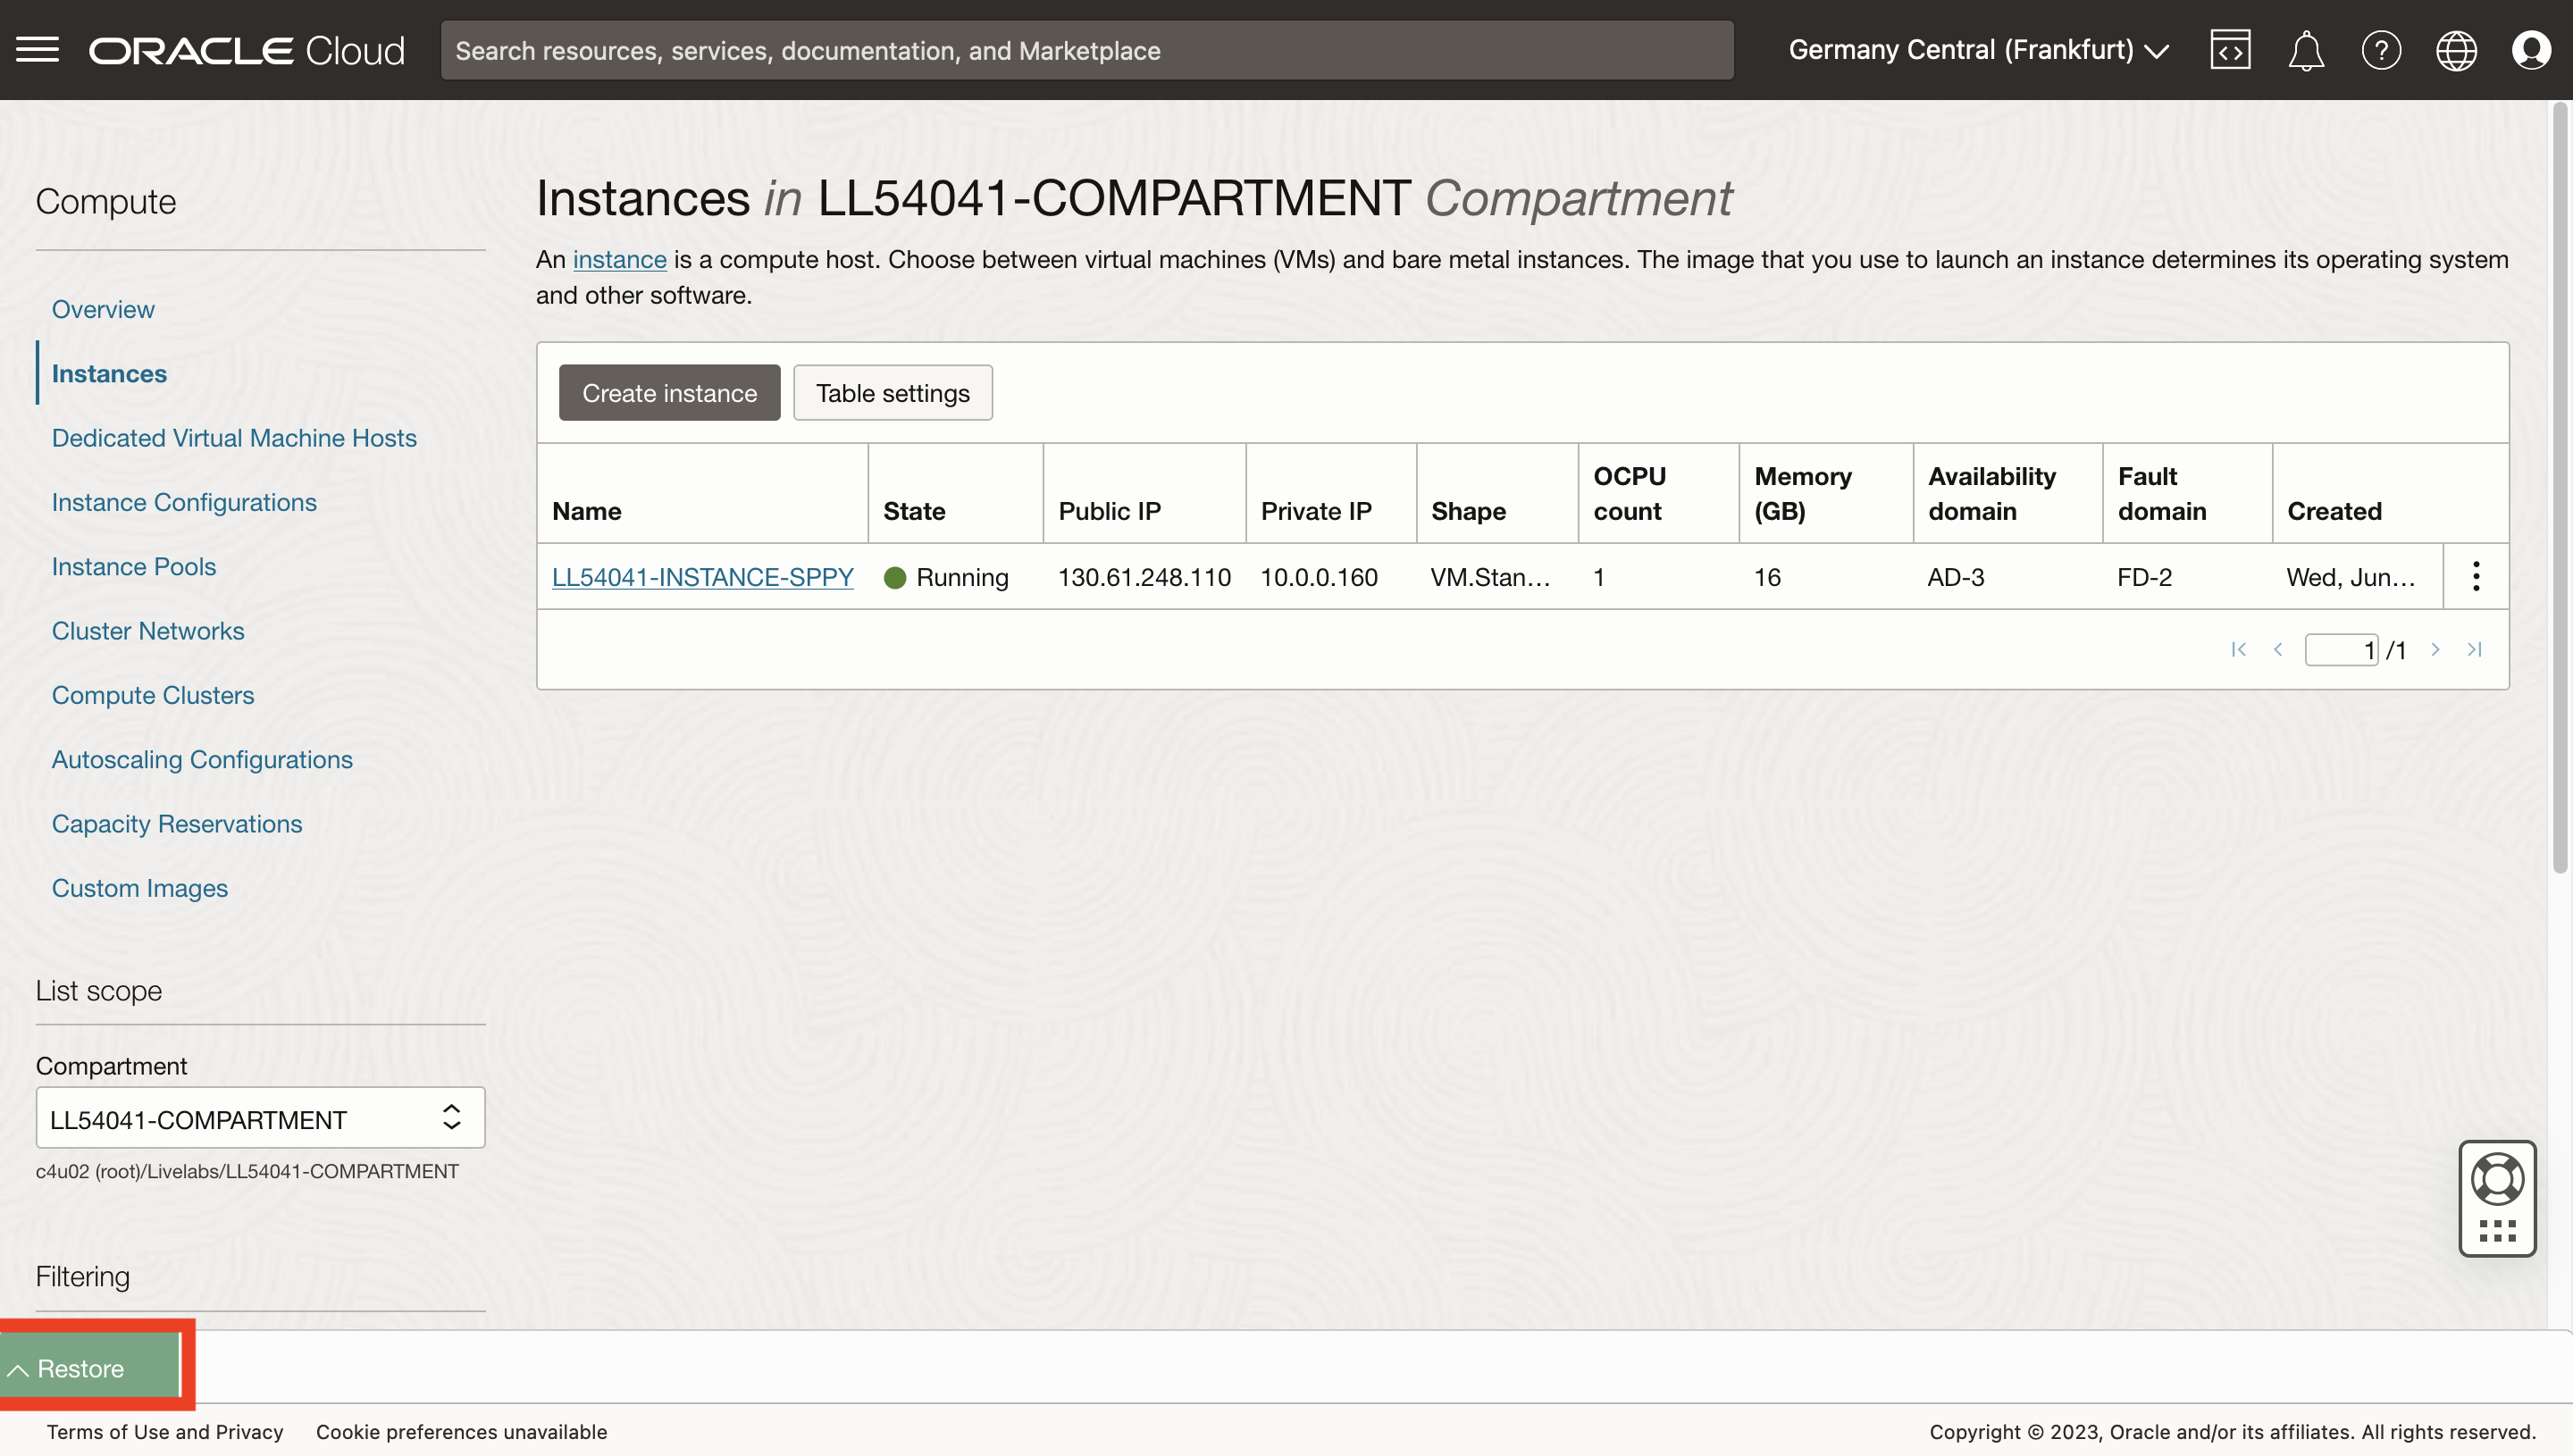 ORACLE Cloud
Search resources, services, documentation, and Marketplace
Germany Central (Frankfurt)
Compute
Overview
Instances
Dedicated Virtual Machine Hosts
Instance Configurations
Instance Pools
Cluster Networks
Compute Clusters
Autoscaling Configurations
Capacity Reservations
Custom Images
List scope
Compartment
LL54041-COMPARTMENT
c4u02 (root)/Livelabs/LL54041-COMPARTMENT
Filtering
Instances in LL54041-COMPARTMENT Compartment
An instance is a compute host. Choose between virtual machines (VMs) and bare metal instances. The image that you use to launch an instance determines its operating system
and other software.
Create instance Table settings
Name State Public IP Private IP Shape OCPU count Memory (GB) Availability domain Fault domain Created
LL54041-INSTANCE-SPPY Running 130.61.248.110 10.0.0.160 VM.Stan... 1 16 AD-3 FD-2 Wed, Jun...
1 /1
Restore
Terms of Use and Privacy Cookie preferences unavailable
Copyright © 2023, Oracle and/or its affiliates. All rights reserved.